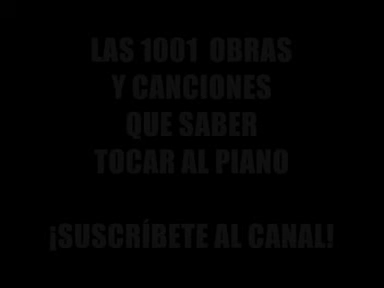 LAS 1001 OBRAS
Y CANCIONES
QUE SABER
TOCAR AL PIANO
¡SUSCRÍBETE AL CANAL!